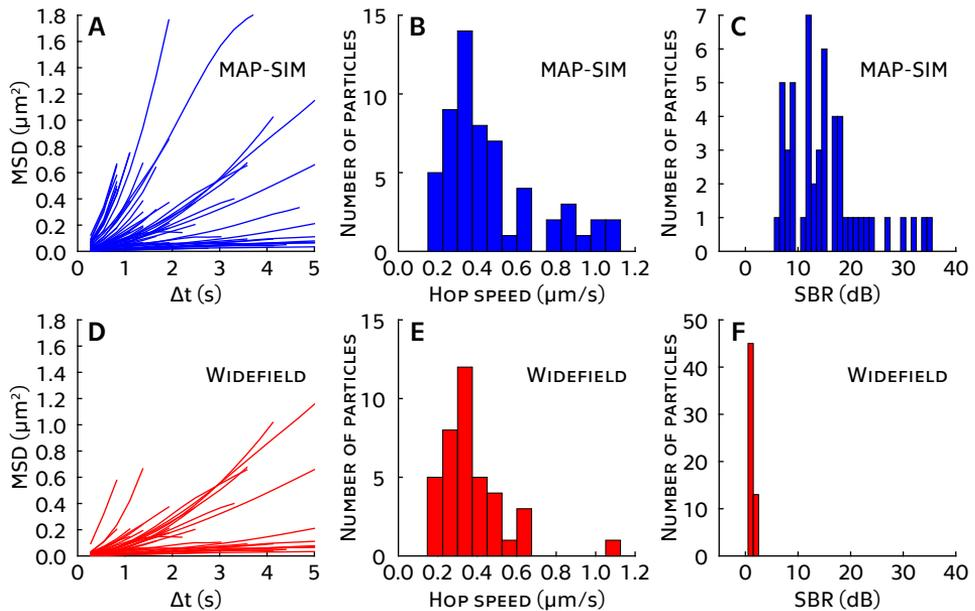 A
MAP-SIM
MSD (μm²)
1.8
1.6
1.4
1.2
1.0
0.8
0.6
0.4
0.2
0.0
0 1 2 3 4 5
Δt (s)
B
MAP-SIM
Number of particles
15
10
5
0
0.0 0.2 0.4 0.6 0.8 1.0 1.2
Hop speed (μm/s)
C
MAP-SIM
Number of particles
7
6
5
4
3
2
1
0
0 10 20 30 40
SBR (dB)
D
Widefield
MSD (μm²)
1.8
1.6
1.4
1.2
1.0
0.8
0.6
0.4
0.2
0.0
0 1 2 3 4 5
Δt (s)
E
Widefield
Number of particles
15
10
5
0
0.0 0.2 0.4 0.6 0.8 1.0 1.2
Hop speed (μm/s)
F
Widefield
Number of particles
50
40
30
20
10
0
0 10 20 30 40
SBR (dB)